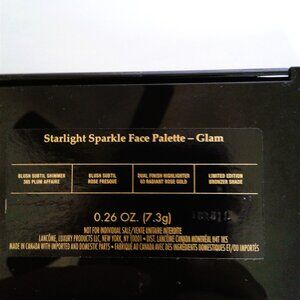 Starlight Sparkle Face Palette – Glam
BLUSH SUBTIL SHIMMER
385 PLUM AFFAIRE
BLUSH SUBTIL
ROSE FRESQUE
DUAL FINISH HIGHLIGHTER
03 RADIANT ROSE GOLD
LIMITED EDITION
BRONZER SHADE
0.26 OZ. (7.3g)
NOT FOR INDIVIDUAL SALE/VENTE UNITAIRE INTERDITE
LANCÔME, LUXURY PRODUCTS LLC, NEW YORK, NY 10001 • DIST. LANCÔME CANADA MONTRÉAL H4T 1K5
MADE IN CANADA WITH IMPORTED AND DOMESTIC PARTS • FABRIQUÉ AU CANADA AVEC DES INGRÉDIENTS DOMESTIQUES ET/OU IMPORTÉS